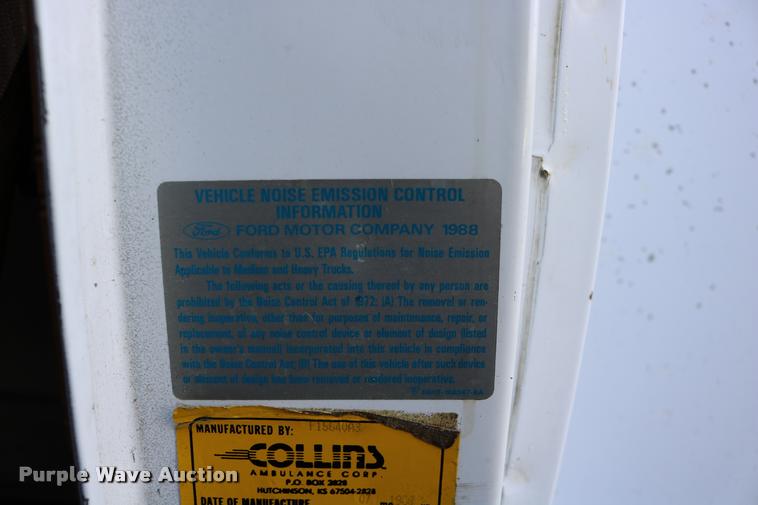 VEHICLE NOISE EMISSION CONTROL
INFORMATION
Ford FORD MOTOR COMPANY 1988
This Vehicle Conforms to U.S. EPA Regulations for Noise Emission
Applicable to Medium and Heavy Trucks.
The following acts or the causing thereof by any person are
prohibited by the Noise Control Act of 1972: (A) The removal or ren-
dering inoperative, other than for purposes of maintenance, repair, or
replacement, of any noise control device or element of design (listed
in the owner's manual) incorporated into this vehicle in compliance
with the Noise Control Act; (B) The use of this vehicle after such device
or element of design has been removed or rendered inoperative.
MANUFACTURED BY:
COLLINS
AMBULANCE CORP.
P.O. BOX 2828
HUTCHINSON, KS 67504-2828
DATE OF MANUFACTURE
Purple Wave Auction